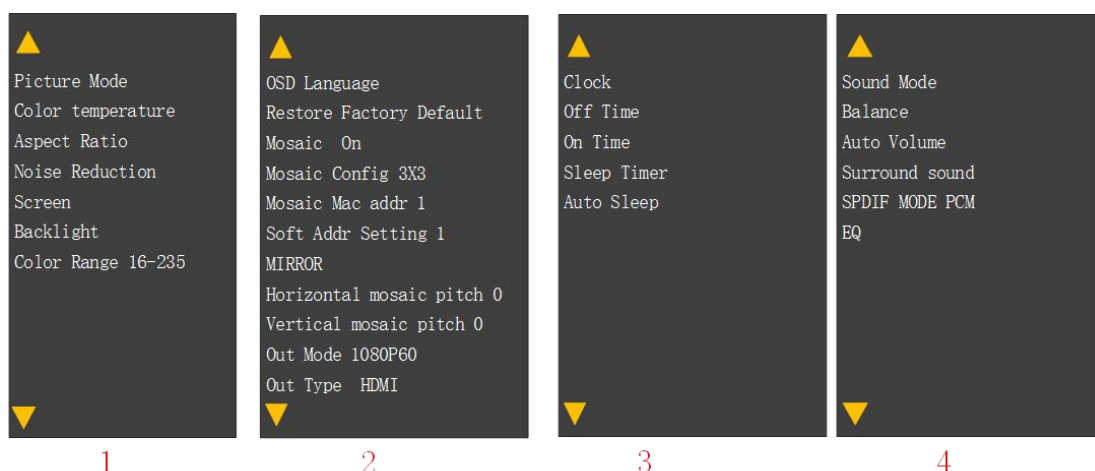 Picture Mode
Color temperature
Aspect Ratio
Noise Reduction
Screen
Backlight
Color Range 16-235
1
OSD Language
Restore Factory Default
Mosaic On
Mosaic Config 3X3
Mosaic Mac addr 1
Soft Addr Setting 1
MIRROR
Horizontal mosaic pitch 0
Vertical mosaic pitch 0
Out Mode 1080P60
Out Type HDMI
2
Clock
Off Time
On Time
Sleep Timer
Auto Sleep
3
Sound Mode
Balance
Auto Volume
Surround sound
SPDIF MODE PCM
EQ
4